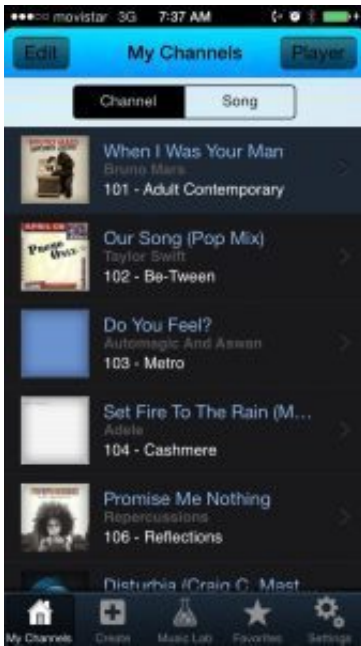 movistar 3G 7:37 AM
Edit My Channels Player
Channel Song
When I Was Your Man
Bruno Mars
101 - Adult Contemporary
Our Song (Pop Mix)
Taylor Swift
102 - Be-Tween
Do You Feel?
Automagic And Aswan
103 - Metro
Set Fire To The Rain (M...
Adele
104 - Cashmere
Promise Me Nothing
Repercussions
106 - Reflections
Disturbia (Craig C. Mast...
My Channels Create Music Lab Favorites Settings